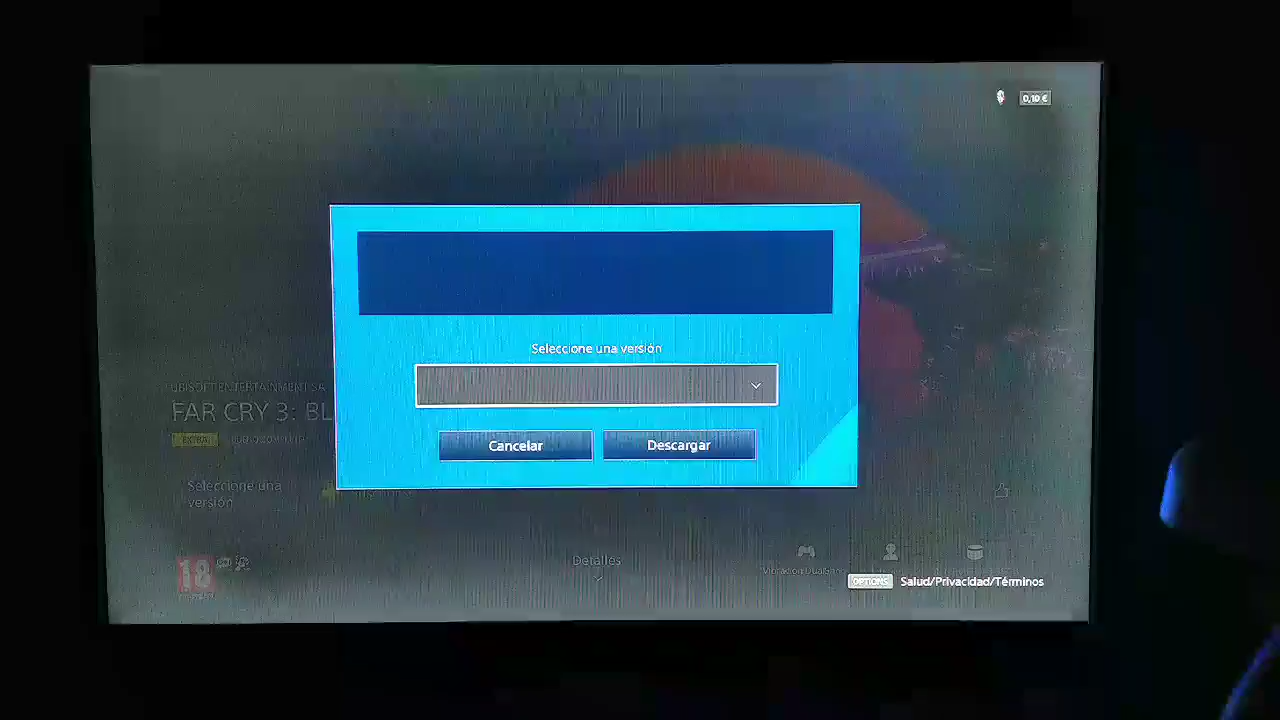 0,10 €
Seleccione una versión
Cancelar
Descargar
UBISOFT ENTERTAINMENT SA
FAR CRY 3: BL
EXTRA
Seleccione una
versión
18
Detalles
OPTIONS Salud/Privacidad/Términos